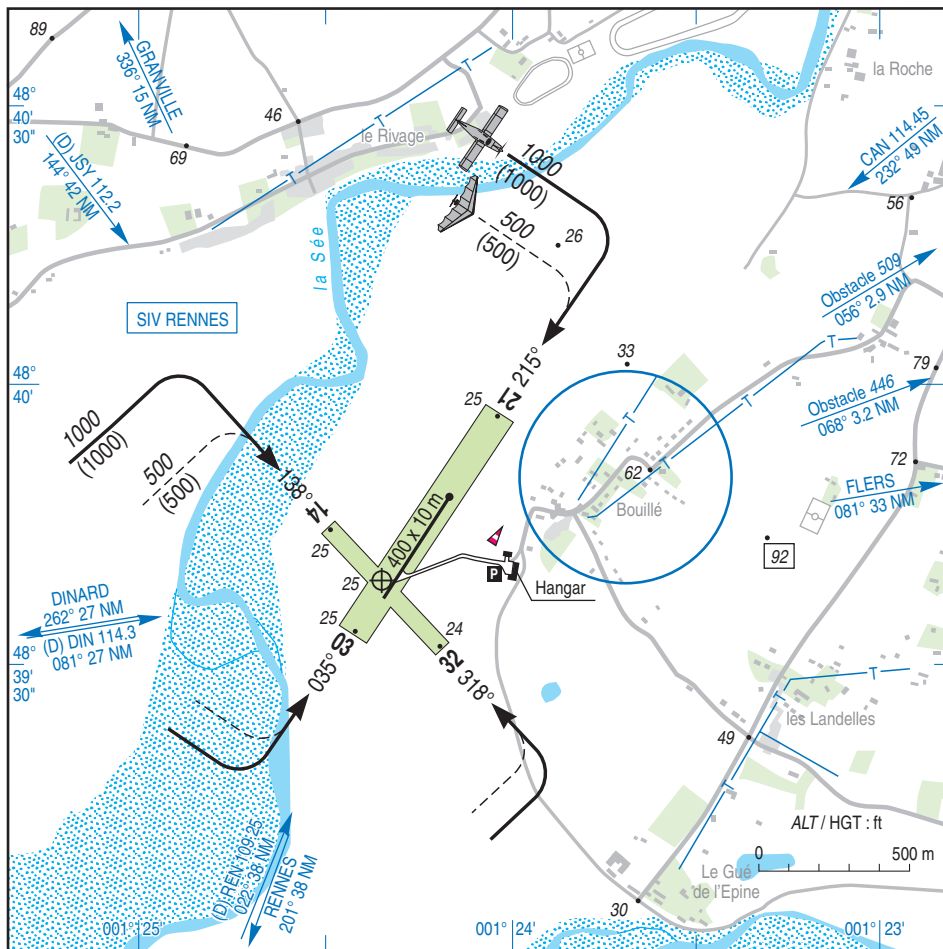 89
GRANVILLE
336° 15 NM
48°
40'
30"
46
69
le Rivage
T
T
(D) JSY 112.2
144° 42 NM
1000
(1000)
500
(500)
26
la Roche
CAN 114.45
232° 49 NM
56
la Sée
SIV RENNES
Obstacle 509
056° 2.9 NM
T
48°
40'
33
79
Obstacle 446
068° 3.2 NM
T
T
T
62
Bouillé
72
FLERS
081° 33 NM
92
1000
(1000)
500
(500)
215°
21
25
138°
14
25
400 x 10 m
25
25
03
035°
24
32
318°
P
Hangar
DINARD
262° 27 NM
(D) DIN 114.3
081° 27 NM
48°
39'
30"
T
T
les Landelles
49
T
T
ALT / HGT : ft
0
500 m
Le Gué
de l'Epine
30
(D) REN 109.25
022° 38 NM
RENNES
201° 38 NM
001° 25'
001° 24'
001° 23'